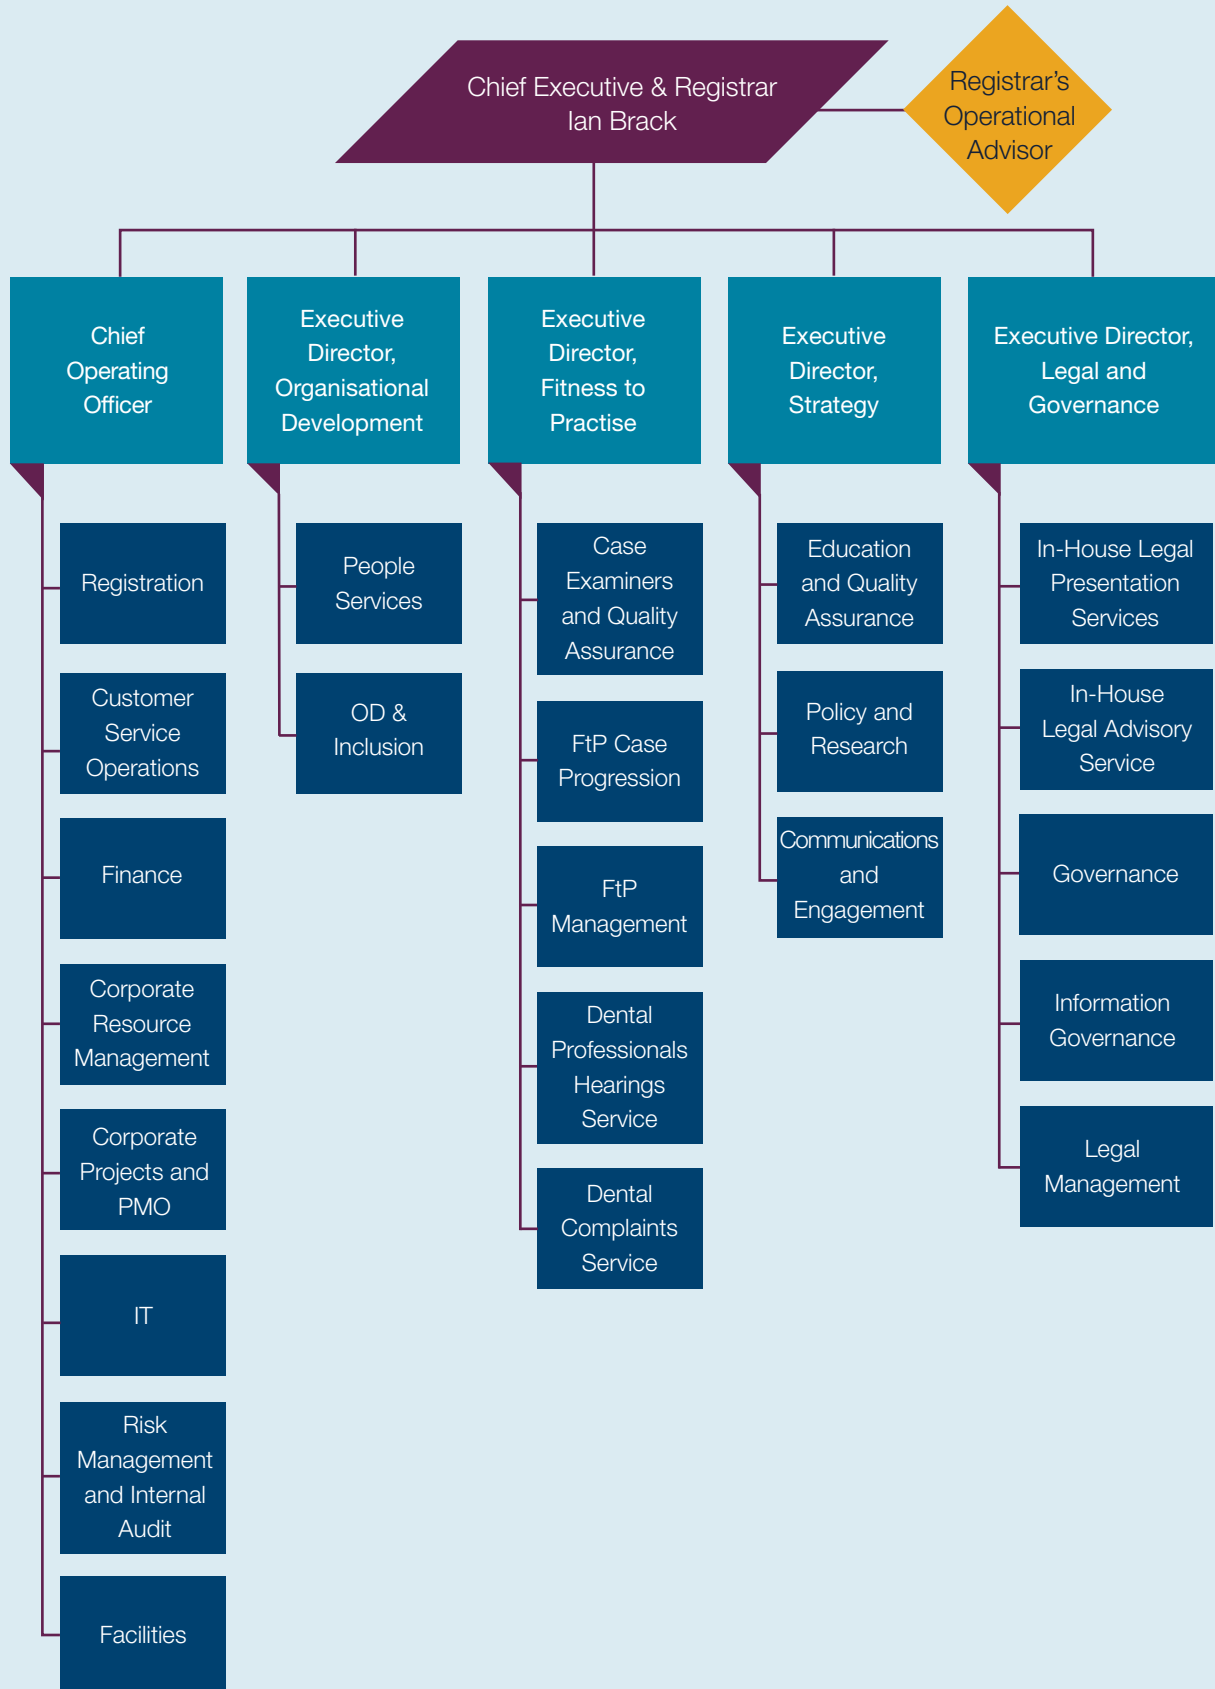 Chief Executive & Registrar
Ian Brack
Registrar's
Operational
Advisor
Chief
Operating
Officer
Executive
Director,
Organisational
Development
Executive
Director,
Fitness to
Practise
Executive
Director,
Strategy
Executive Director,
Legal and
Governance
Registration
Customer
Service
Operations
Finance
Corporate
Resource
Management
Corporate
Projects and
PMO
IT
Risk
Management
and Internal
Audit
Facilities
People
Services
OD &
Inclusion
Case
Examiners
and Quality
Assurance
FtP Case
Progression
FtP
Management
Dental
Professionals
Hearings
Service
Dental
Complaints
Service
Education
and Quality
Assurance
Policy and
Research
Communications
and
Engagement
In-House Legal
Presentation
Services
In-House
Legal Advisory
Service
Governance
Information
Governance
Legal
Management